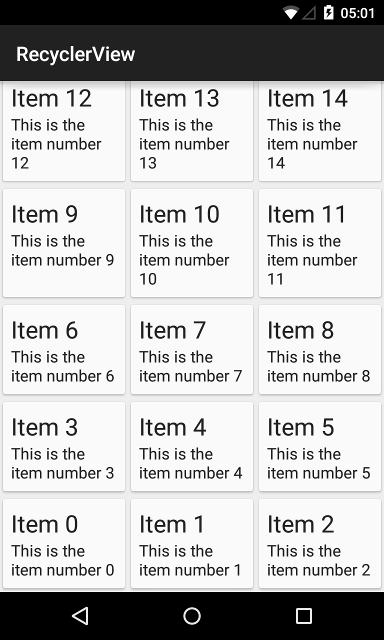 05:01
RecyclerView
Item 12
This is the
item number
12
Item 13
This is the
item number
13
Item 14
This is the
item number
14
Item 9
This is the
item number 9
Item 10
This is the
item number
10
Item 11
This is the
item number
11
Item 6
This is the
item number 6
Item 7
This is the
item number 7
Item 8
This is the
item number 8
Item 3
This is the
item number 3
Item 4
This is the
item number 4
Item 5
This is the
item number 5
Item 0
This is the
item number 0
Item 1
This is the
item number 1
Item 2
This is the
item number 2